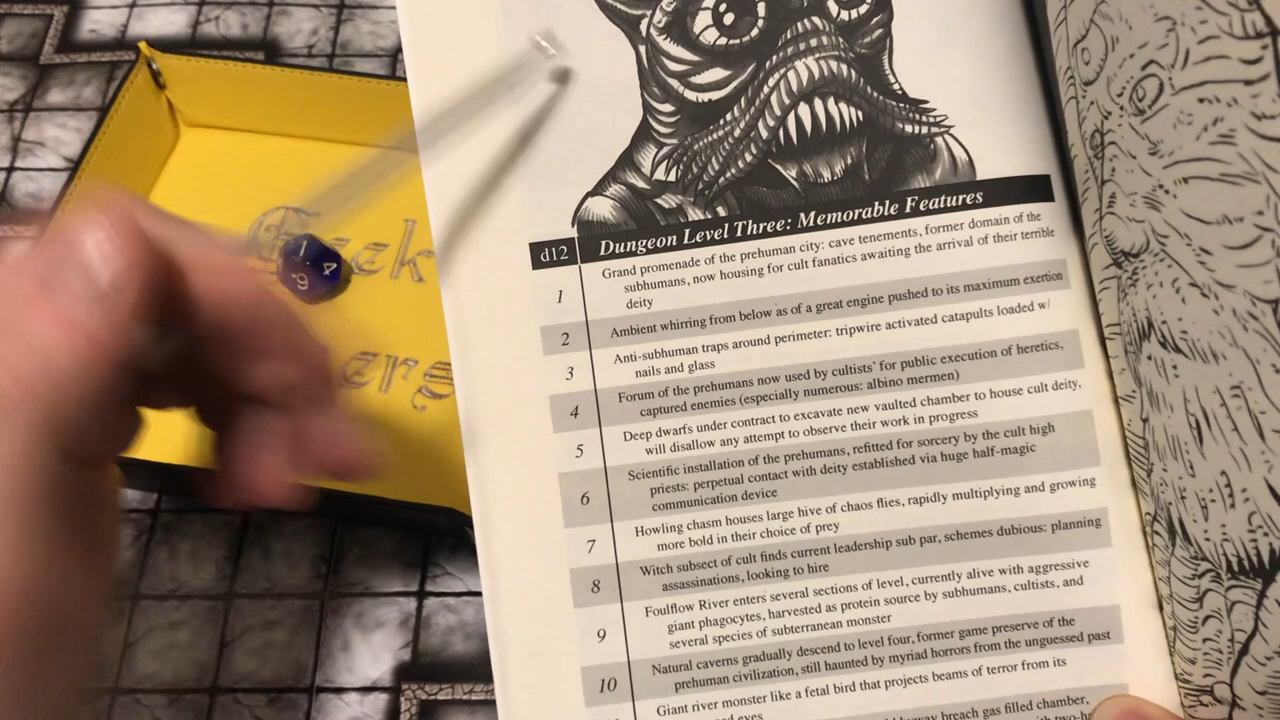 Geek
1.
4
9.
d12
Dungeon Level Three: Memorable Features
1
Grand promenade of the prehuman city: cave tenements, former domain of the
subhumans, now housing for cult fanatics awaiting the arrival of their terrible
deity
2
Ambient whirring from below as of a great engine pushed to its maximum exertion
3
Anti-subhuman traps around perimeter: tripwire activated catapults loaded w/
nails and glass
4
Forum of the prehumans now used by cultists' for public execution of heretics,
captured enemies (especially numerous: albino mermen)
5
Deep dwarfs under contract to excavate new vaulted chamber to house cult deity,
will disallow any attempt to observe their work in progress
6
Scientific installation of the prehumans, refitted for sorcery by the cult high
priests: perpetual contact with deity established via huge half-magic
communication device
7
Howling chasm houses large hive of chaos flies, rapidly multiplying and growing
more bold in their choice of prey
8
Witch subsect of cult finds current leadership sub par, schemes dubious: planning
assassinations, looking to hire
9
Foulflow River enters several sections of level, currently alive with aggressive
giant phagocytes, harvested as protein source by subhumans, cultists, and
several species of subterranean monster
10
Natural caverns gradually descend to level four, former game preserve of the
prehuman civilization, still haunted by myriad horrors from the unguessed past
Giant river monster like a fetal bird that projects beams of terror from its
eyes
breach gas filled chamber,